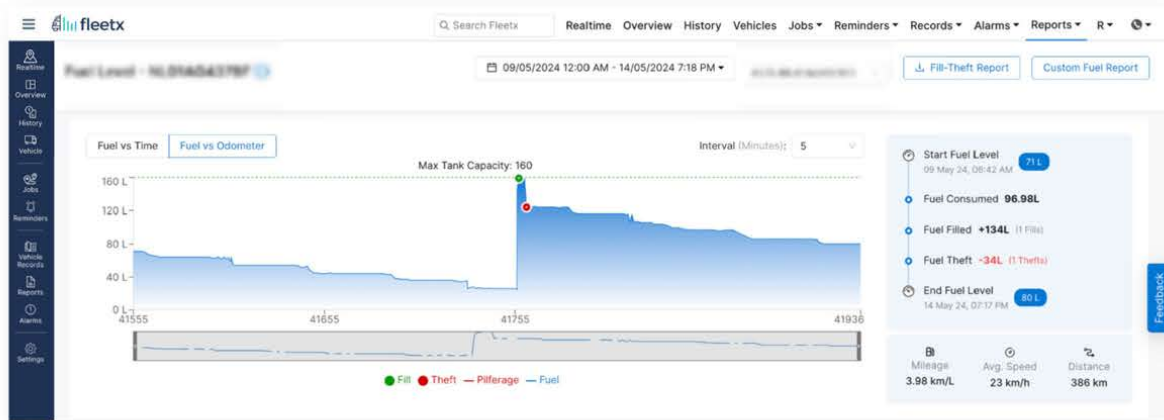 fleetx
Search Fleetx
Realtime Overview History Vehicles Jobs Reminders Records Alarms Reports R
Realtime
Overview
History
Vehicle
Jobs
Reminders
Vehicle Records
Reports
Alarms
Settings
Fuel Level -
09/05/2024 12:00 AM - 14/05/2024 7:18 PM
Fill-Theft Report
Custom Fuel Report
Fuel vs Time
Fuel vs Odometer
Interval (Minutes): 5
Max Tank Capacity: 160
160 L
120 L
80 L
40 L
0 L
41555 41655 41755 41936
Fill Theft Pilferage Fuel
Start Fuel Level
09 May 24, 06:42 AM
71 L
Fuel Consumed 96.98L
Fuel Filled +134L (1 Fills)
Fuel Theft -34L (1 Thefts)
End Fuel Level
14 May 24, 07:17 PM
80 L
Mileage
3.98 km/L
Avg. Speed
23 km/h
Distance
386 km
Feedback